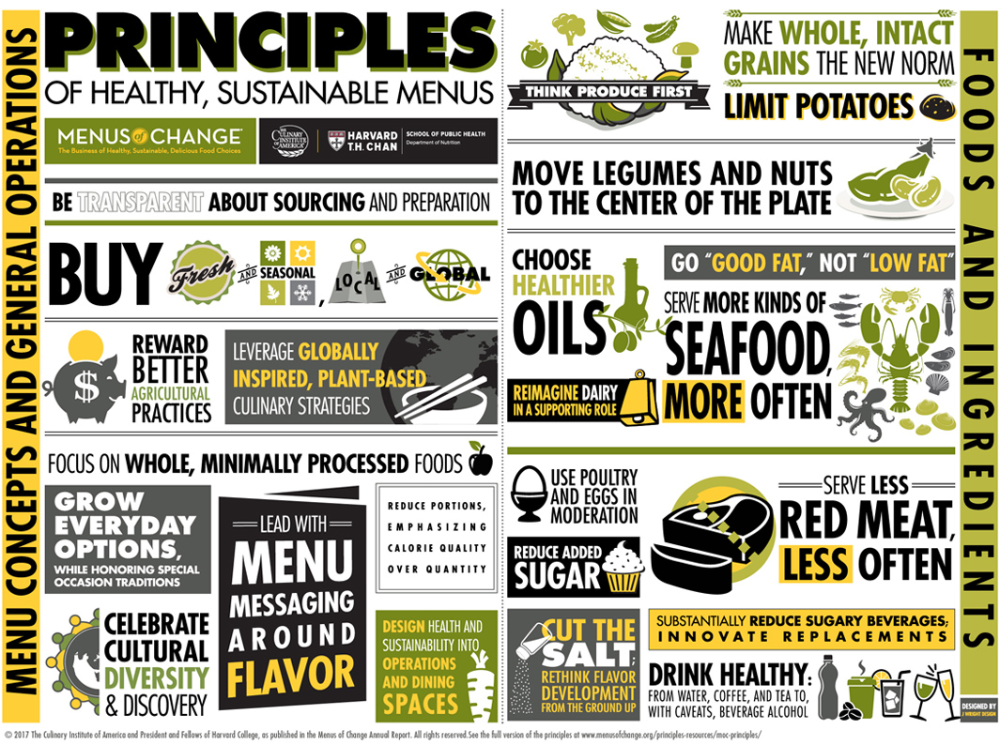 MENU CONCEPTS AND GENERAL OPERATIONS
PRINCIPLES
OF HEALTHY, SUSTAINABLE MENUS
MENUS of CHANGE
The Business of Healthy, Sustainable, Delicious Food Choices
THE
CULINARY
INSTITUTE
OF AMERICA
HARVARD
T.H. CHAN
SCHOOL OF PUBLIC HEALTH
Department of Nutrition
BE TRANSPARENT ABOUT SOURCING AND PREPARATION
BUY Fresh AND SEASONAL, LOCAL AND GLOBAL
$
REWARD
BETTER
AGRICULTURAL
PRACTICES
LEVERAGE GLOBALLY
INSPIRED, PLANT-BASED
CULINARY STRATEGIES
FOCUS ON WHOLE, MINIMALLY PROCESSED FOODS
GROW
EVERYDAY
OPTIONS,
WHILE HONORING SPECIAL
OCCASION TRADITIONS
LEAD WITH
MENU
MESSAGING
AROUND
FLAVOR
REDUCE PORTIONS,
EMPHASIZING
CALORIE QUALITY
OVER QUANTITY
CELEBRATE
CULTURAL
DIVERSITY
& DISCOVERY
DESIGN HEALTH AND
SUSTAINABILITY INTO
OPERATIONS
AND DINING
SPACES
THINK PRODUCE FIRST
MAKE WHOLE, INTACT
GRAINS THE NEW NORM
LIMIT POTATOES
MOVE LEGUMES AND NUTS
TO THE CENTER OF THE PLATE
CHOOSE
HEALTHIER
OILS
GO “GOOD FAT,” NOT “LOW FAT”
SERVE MORE KINDS OF
SEAFOOD,
MORE OFTEN
REIMAGINE DAIRY
IN A SUPPORTING ROLE
USE POULTRY
AND EGGS IN
MODERATION
REDUCE ADDED
SUGAR
SERVE LESS
RED MEAT,
LESS OFTEN
CUT THE
SALT;
RETHINK FLAVOR
DEVELOPMENT
FROM THE GROUND UP
SUBSTANTIALLY REDUCE SUGARY BEVERAGES;
INNOVATE REPLACEMENTS
DRINK HEALTHY:
FROM WATER, COFFEE, AND TEA TO,
WITH CAVEATS, BEVERAGE ALCOHOL
FOODS AND INGREDIENTS
DESIGNED BY
J WRIGHT DESIGN
© 2017 The Culinary Institute of America and President and Fellows of Harvard College, as published in the Menus of Change Annual Report. All rights reserved.See the full version of the principles at www.menusofchange.org/principles-resources/moc-principles/